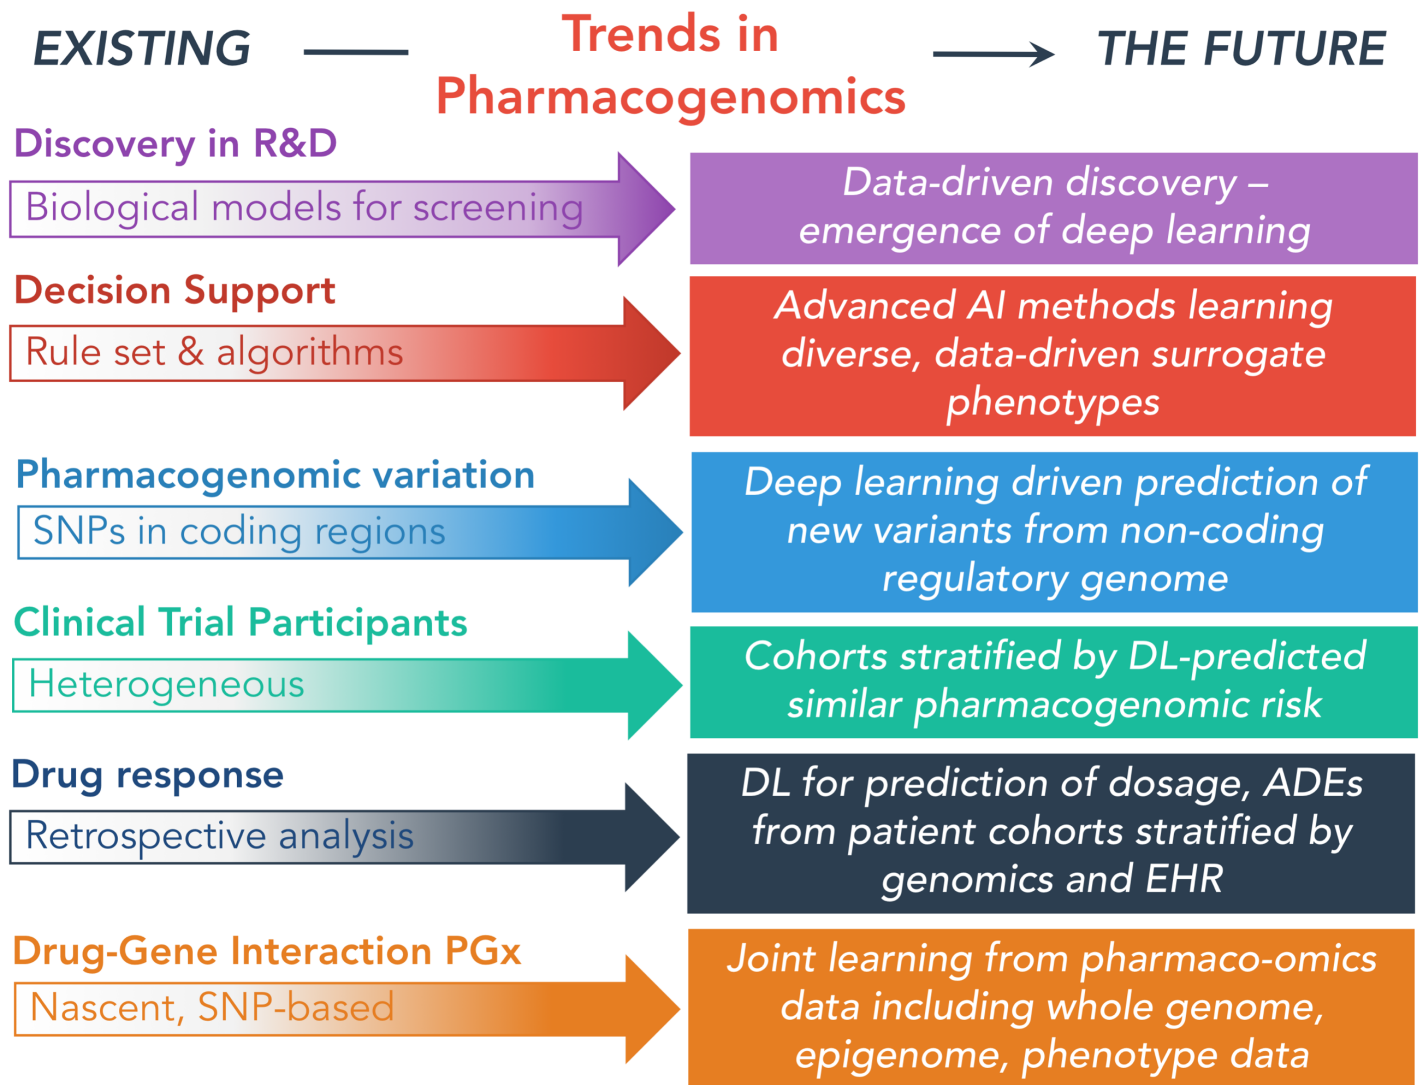 EXISTING
Trends in
Pharmacogenomics
THE FUTURE
Discovery in R&D
Biological models for screening
Data-driven discovery –
emergence of deep learning
Decision Support
Rule set & algorithms
Advanced AI methods learning
diverse, data-driven surrogate
phenotypes
Pharmacogenomic variation
SNPs in coding regions
Deep learning driven prediction of
new variants from non-coding
regulatory genome
Clinical Trial Participants
Heterogeneous
Cohorts stratified by DL-predicted
similar pharmacogenomic risk
Drug response
Retrospective analysis
DL for prediction of dosage, ADEs
from patient cohorts stratified by
genomics and EHR
Drug-Gene Interaction PGx
Nascent, SNP-based
Joint learning from pharmaco-omics
data including whole genome,
epigenome, phenotype data